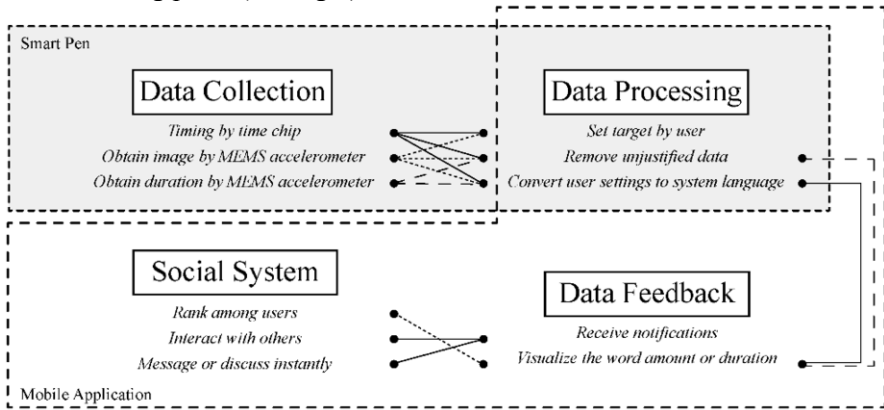 Smart Pen
Data Collection
Timing by time chip
Obtain image by MEMS accelerometer
Obtain duration by MEMS accelerometer
Data Processing
Set target by user
Remove unjustified data
Convert user settings to system language
Social System
Rank among users
Interact with others
Message or discuss instantly
Data Feedback
Receive notifications
Visualize the word amount or duration
Mobile Application